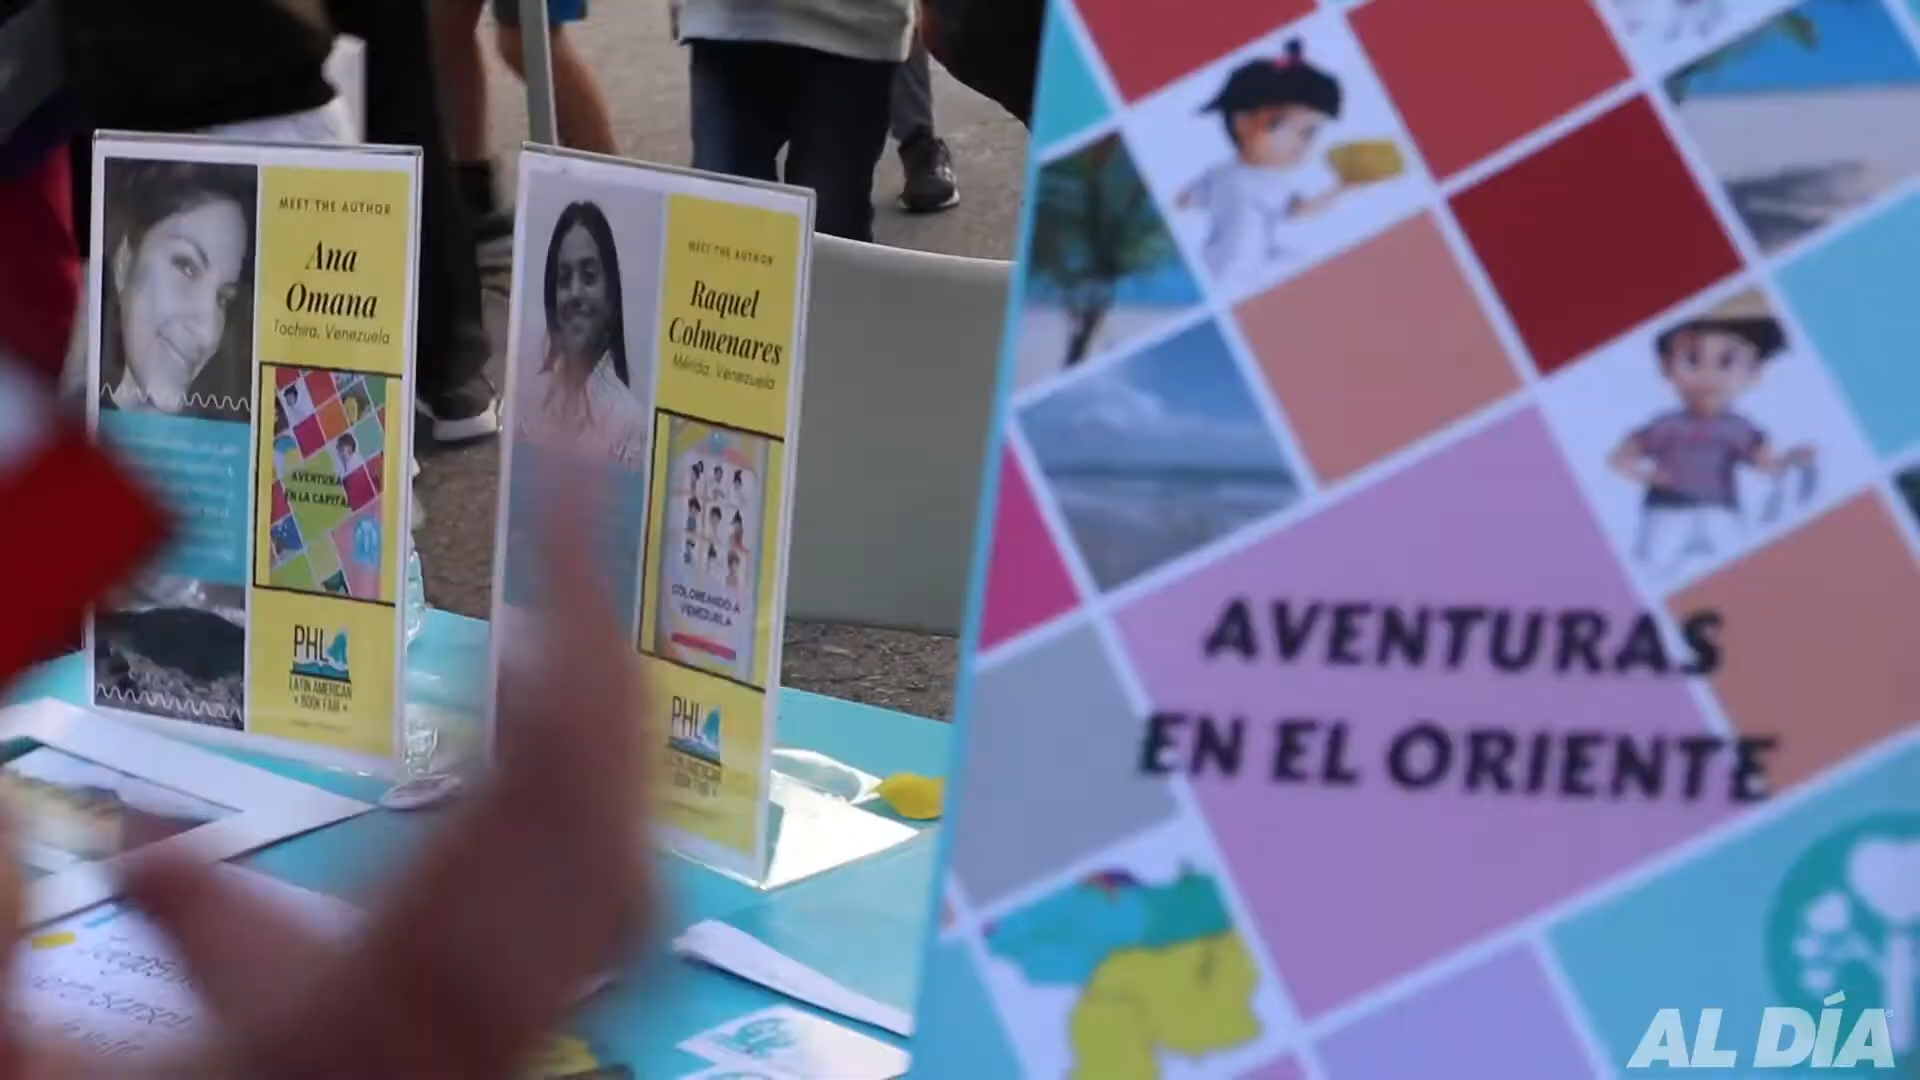 MEET THE AUTHOR
Ana
Omana
Tachira, Venezuela
AVENTURAS
EN LA CAPITAL
PHL
LATIN AMERICAN
BOOK FAIR
MEET THE AUTHOR
Raquel
Colmenares
Mérida, Venezuela
COLOREANDO A
VENEZUELA
PHL
LATIN AMERICAN
BOOK FAIR
AVENTURAS
EN EL ORIENTE
AL DÍA